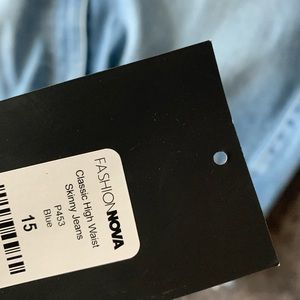 FASHIONNOVA
Classic High Waist
Skinny Jeans
P453
Blue
15